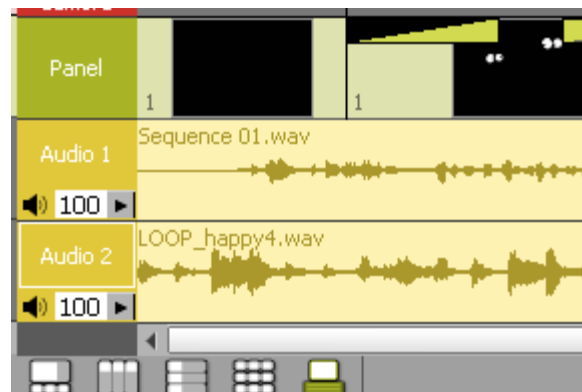 Panel
1
1
Audio 1
Sequence 01.wav
100
Audio 2
LOOP_happy4.wav
100